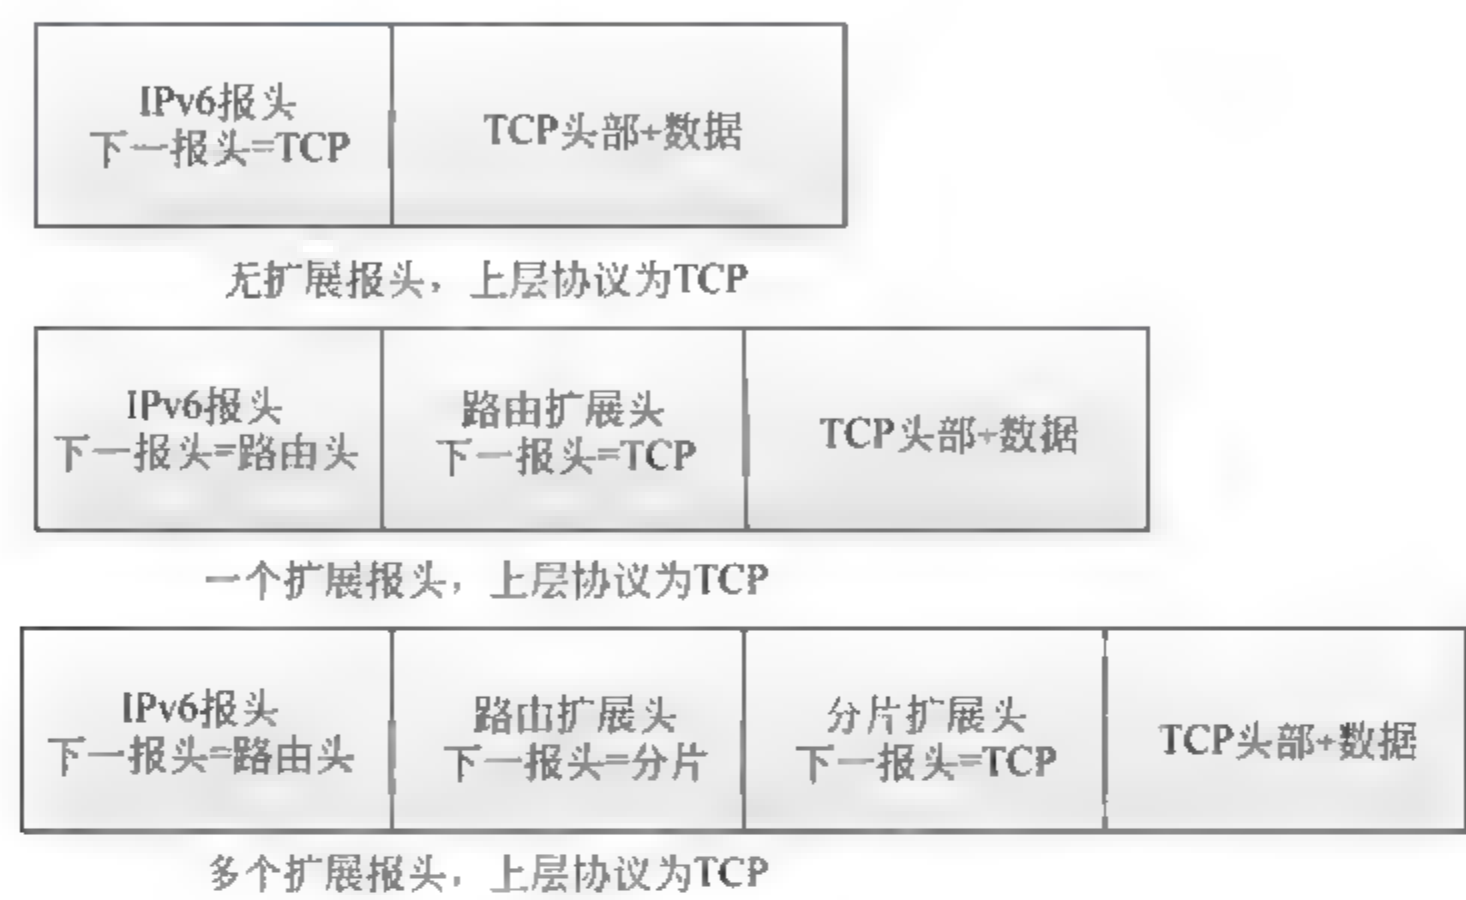 IPv6报头
下一报头=TCP
TCP头部+数据
无扩展报头，上层协议为TCP
IPv6报头
下一报头=路由头
路由扩展头
下一报头=TCP
TCP头部+数据
一个扩展报头，上层协议为TCP
IPv6报头
下一报头=路由头
路由扩展头
下一报头=分片
分片扩展头
下一报头=TCP
TCP头部+数据
多个扩展报头，上层协议为TCP